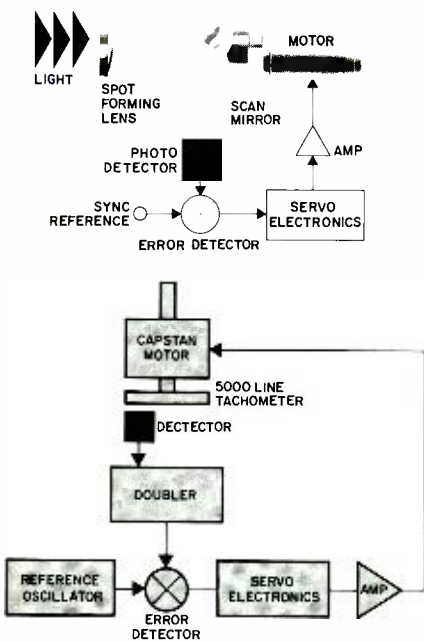 MOTOR
LIGHT
SPOT
FORMING
LENS
SCAN
MIRROR
AMP
PHOTO
DETECTOR
SYNC
REFERENCE
ERROR DETECTOR
SERVO
ELECTRONICS
CAPSTAN
MOTOR
5000 LINE
TACHOMETER
DECTECTOR
DOUBLER
REFERENCE
OSCILLATOR
ERROR
DETECTOR
SERVO
ELECTRONICS
AMP